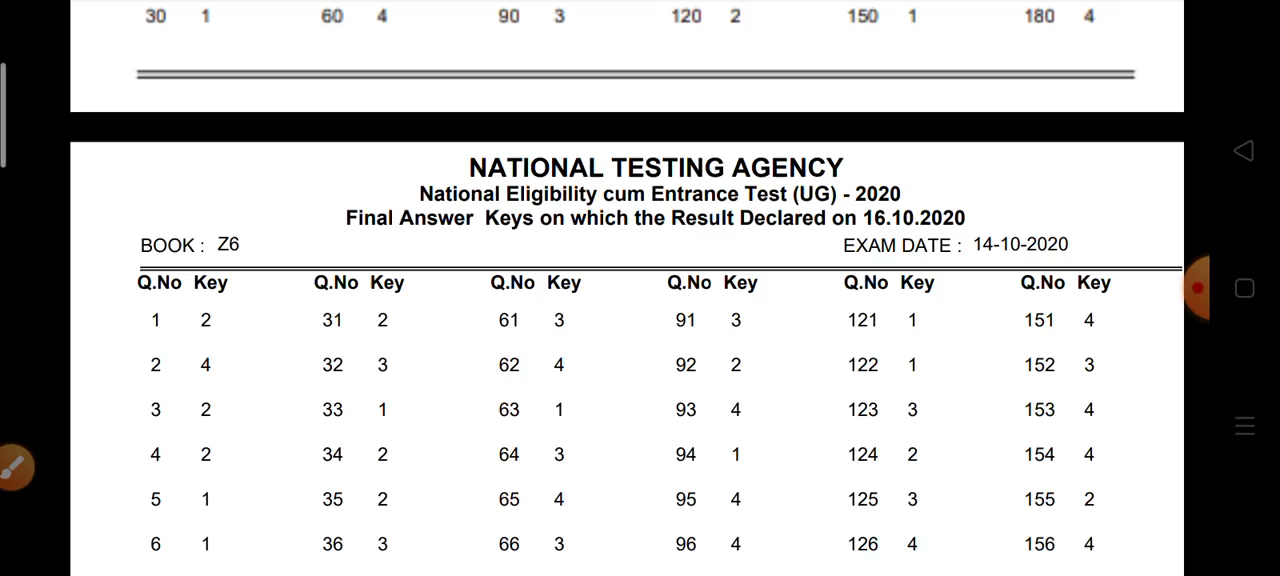 30 1 60 4 90 3 120 2 150 1 180 4
NATIONAL TESTING AGENCY
National Eligibility cum Entrance Test (UG) - 2020
Final Answer Keys on which the Result Declared on 16.10.2020
BOOK : Z6 EXAM DATE : 14-10-2020
Q.No Key Q.No Key Q.No Key Q.No Key Q.No Key Q.No Key
1 2 31 2 61 3 91 3 121 1 151 4
2 4 32 3 62 4 92 2 122 1 152 3
3 2 33 1 63 1 93 4 123 3 153 4
4 2 34 2 64 3 94 1 124 2 154 4
5 1 35 2 65 4 95 4 125 3 155 2
6 1 36 3 66 3 96 4 126 4 156 4